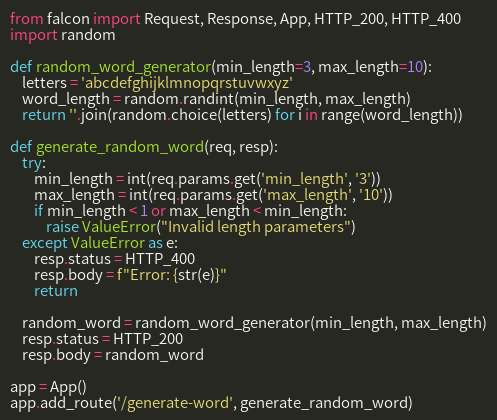 from falcon import Request, Response, App, HTTP_200, HTTP_400
import random

def random_word_generator(min_length=3, max_length=10):
    letters = 'abcdefghijklmnopqrstuvwxyz'
    word_length = random.randint(min_length, max_length)
    return ''.join(random.choice(letters) for i in range(word_length))

def generate_random_word(req, resp):
    try:
        min_length = int(req.params.get('min_length', '3'))
        max_length = int(req.params.get('max_length', '10'))
        if min_length < 1 or max_length < min_length:
            raise ValueError("Invalid length parameters")
    except ValueError as e:
        resp.status = HTTP_400
        resp.body = f"Error: {str(e)}"
        return

    random_word = random_word_generator(min_length, max_length)
    resp.status = HTTP_200
    resp.body = random_word

app = App()
app.add_route('/generate-word', generate_random_word)